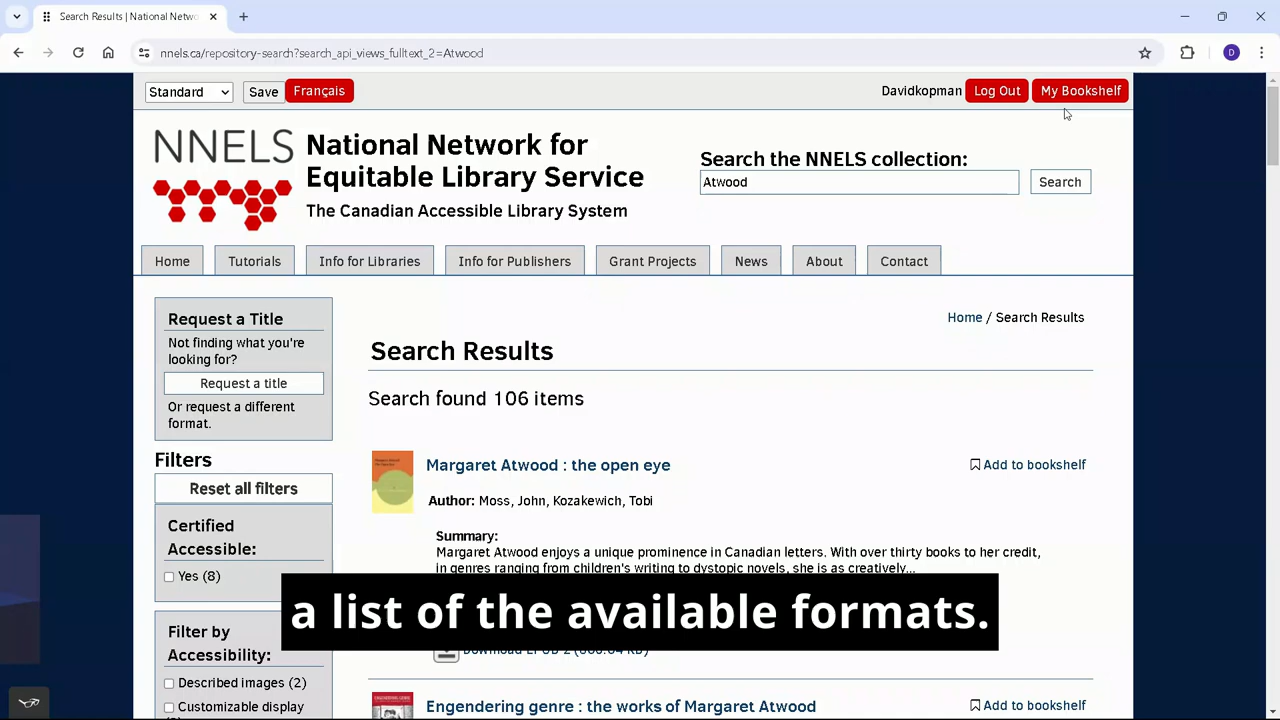 Search Results | National Networ
nnels.ca/repository-search?search_api_views_fulltext_2=Atwood
D
Standard Save Français
Davidkopman Log Out My Bookshelf
NNELS
National Network for
Equitable Library Service
The Canadian Accessible Library System
Search the NNELS collection:
Atwood Search
Home Tutorials Info for Libraries Info for Publishers Grant Projects News About Contact
Request a Title
Not finding what you're
looking for?
Request a title
Or request a different
format.
Filters
Reset all filters
Certified
Accessible:
Yes (8)
Filter by
Accessibility:
Described images (2)
Customizable display
Home / Search Results
Search Results
Search found 106 items
Margaret Atwood : the open eye
Add to bookshelf
Author: Moss, John, Kozakewich, Tobi
Summary:
Margaret Atwood enjoys a unique prominence in Canadian letters. With over thirty books to her credit,
in genres ranging from children's writing to dystopic novels, she is as creatively...
a list of the available formats.
Download EPUB 2
Engendering genre : the works of Margaret Atwood
Add to bookshelf